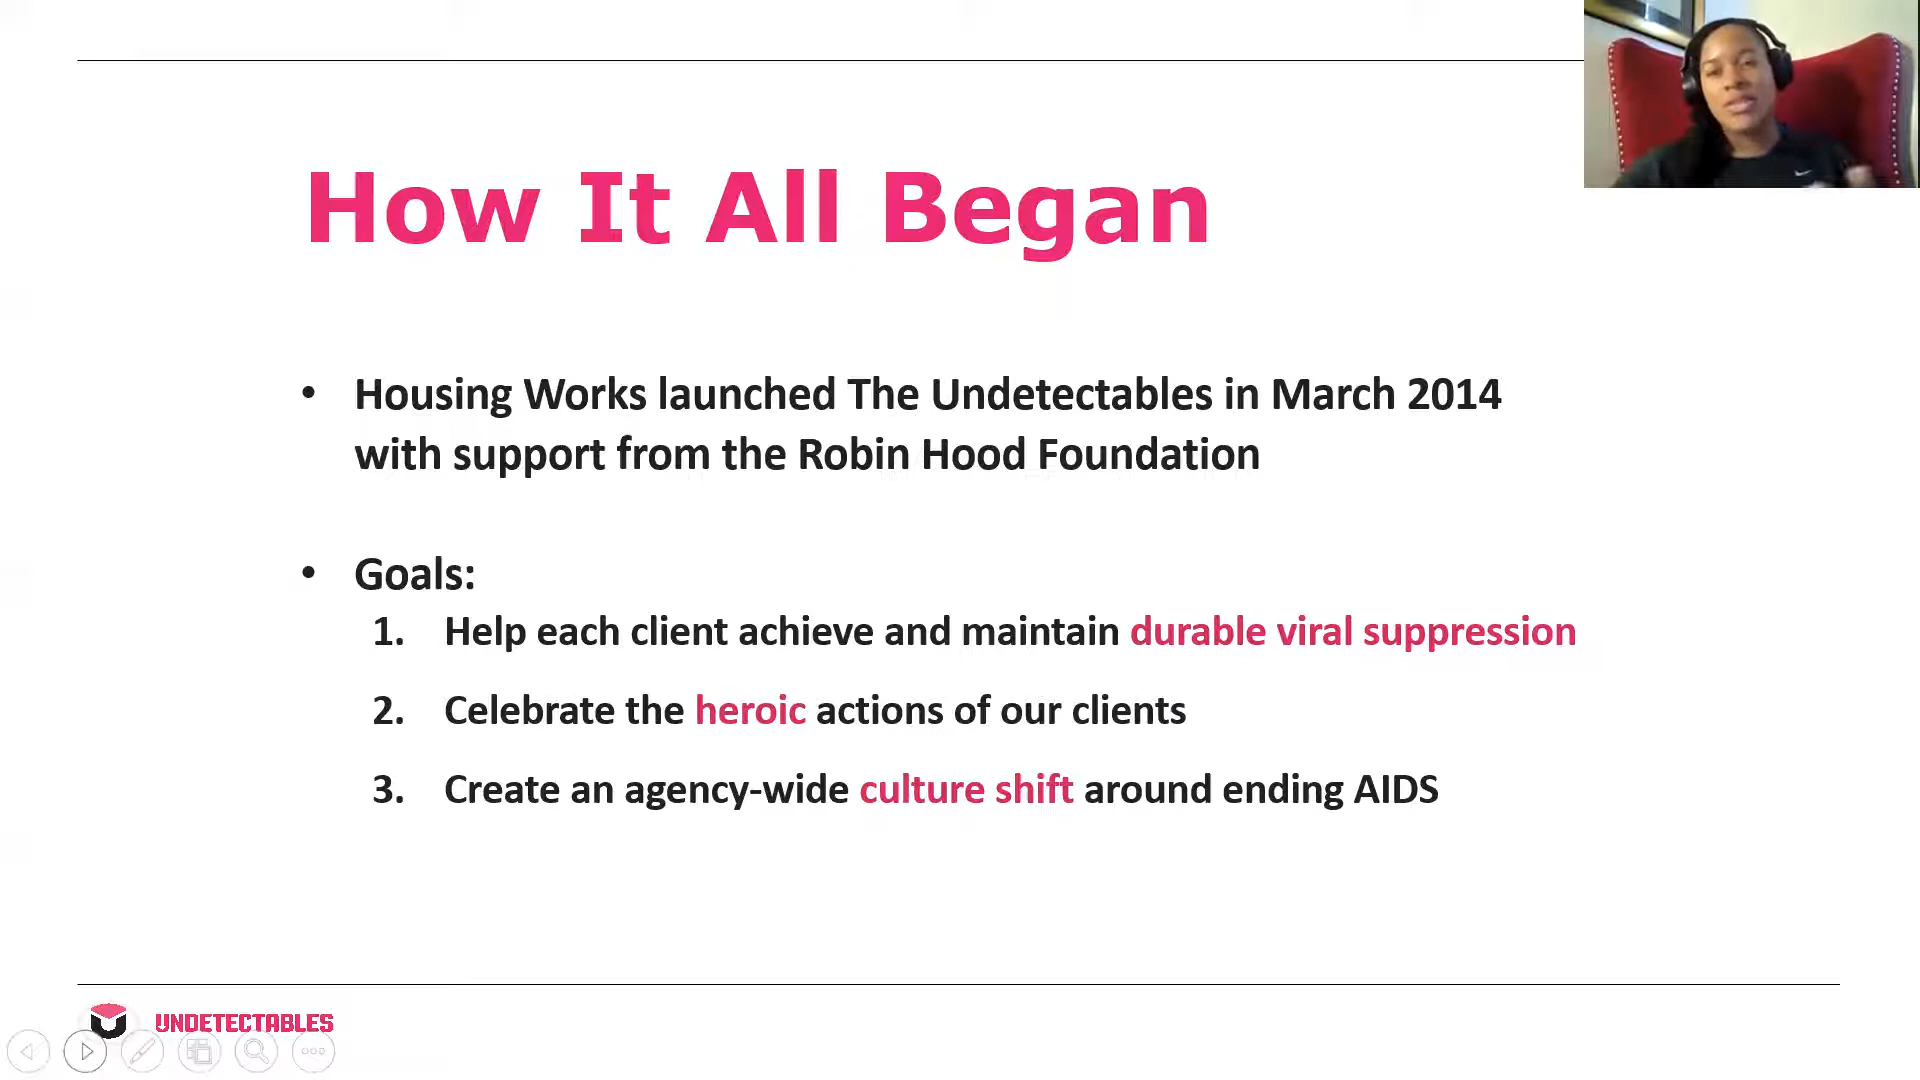 How It All Began
• Housing Works launched The Undetectables in March 2014
with support from the Robin Hood Foundation
• Goals:
1. Help each client achieve and maintain durable viral suppression
2. Celebrate the heroic actions of our clients
3. Create an agency-wide culture shift around ending AIDS
UNDETECTABLES